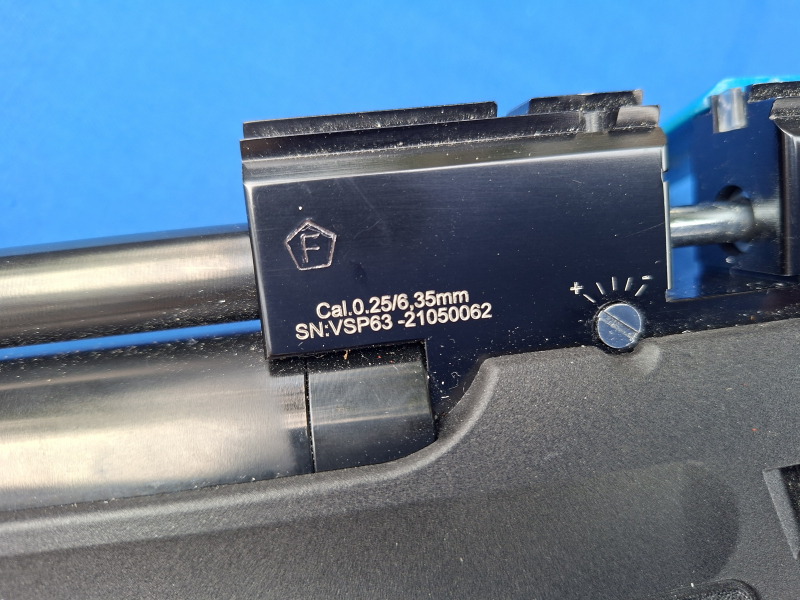 F
Cal.0.25/6,35mm
SN:VSP63 -21050062
+ -